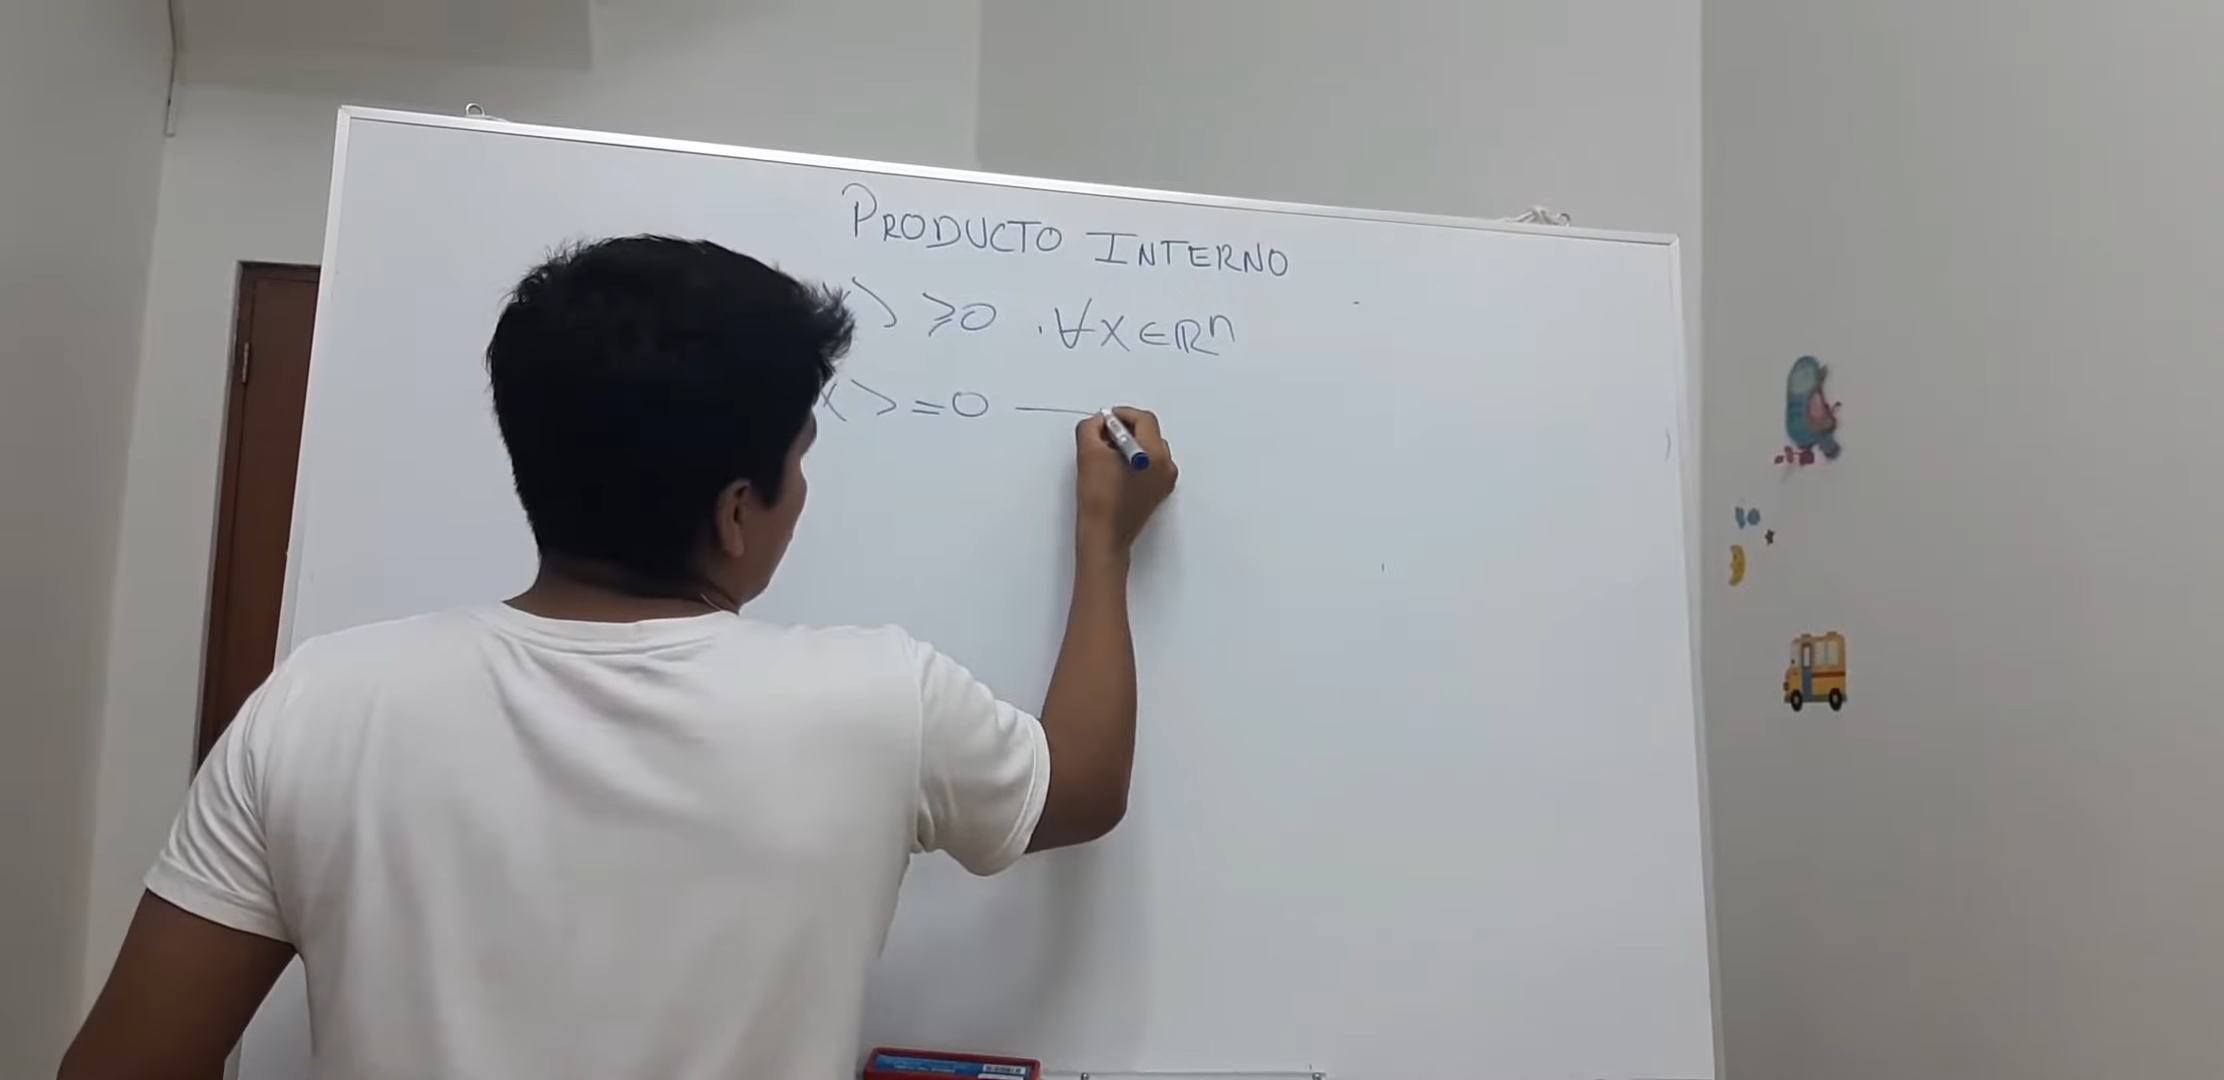 PRODUCTO INTERNO
X> ≥0 . ∀x∈ℝⁿ
X> =0 —